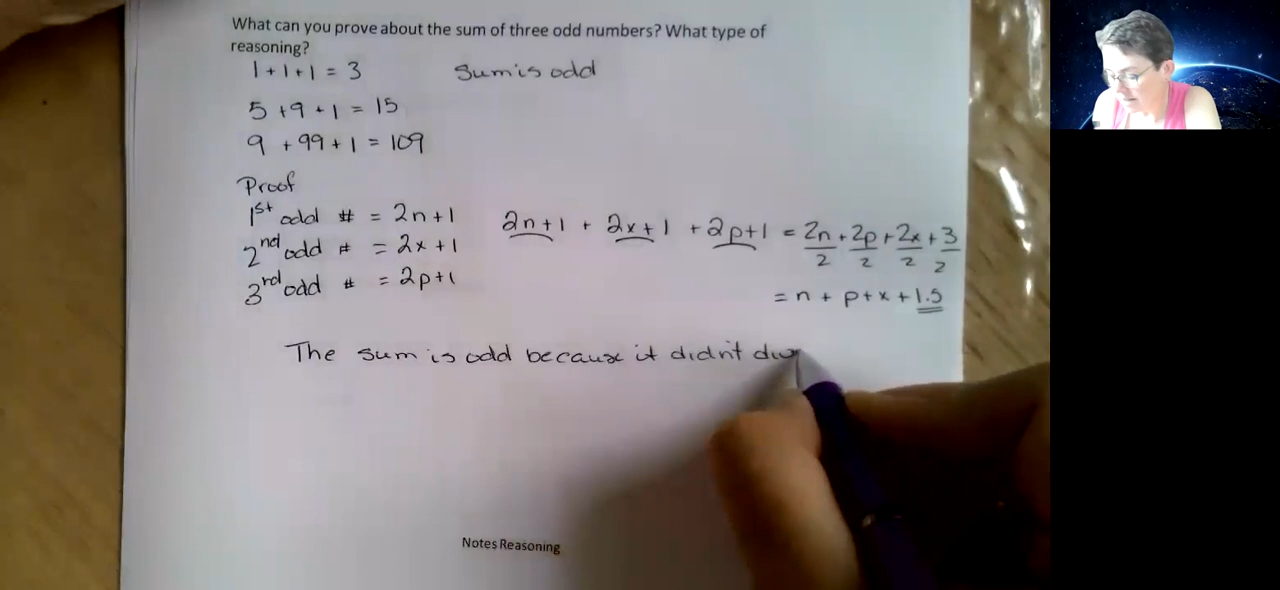 What can you prove about the sum of three odd numbers? What type of
reasoning?
1 + 1 + 1 = 3 Sum is odd
5 + 9 + 1 = 15
9 + 99 + 1 = 109
Proof
1st odd # = 2n+1 2n+1 + 2x+1 + 2p+1 = 2n/2 + 2p/2 + 2x/2 + 3/2
2nd odd # = 2x+1
3rd odd # = 2p+1 = n + p+x+1.5
The sum is odd because it didn't
Notes Reasoning